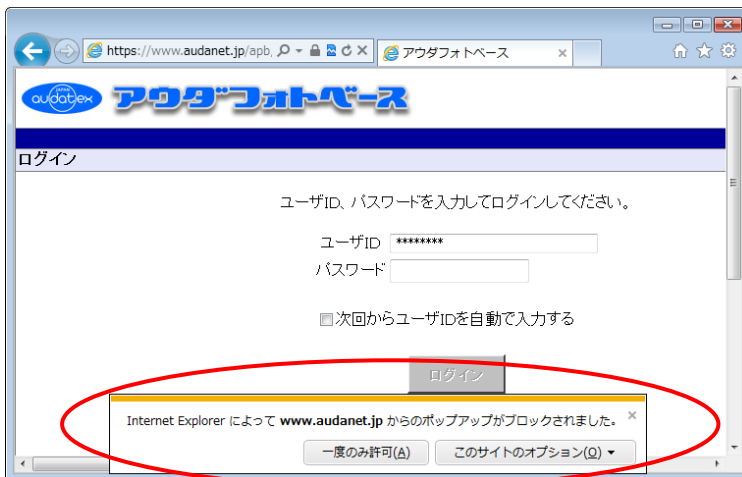 https://www.audanet.jp/apb,
アウダフォトベース
JAPAN
audatex
アウダフォトベース
ログイン
ユーザID、パスワードを入力してログインしてください。
ユーザID ********
パスワード
次回からユーザIDを自動で入力する
ログイン
Internet Explorer によって www.audanet.jp からのポップアップがブロックされました。
一度のみ許可(A) このサイトのオプション(O)